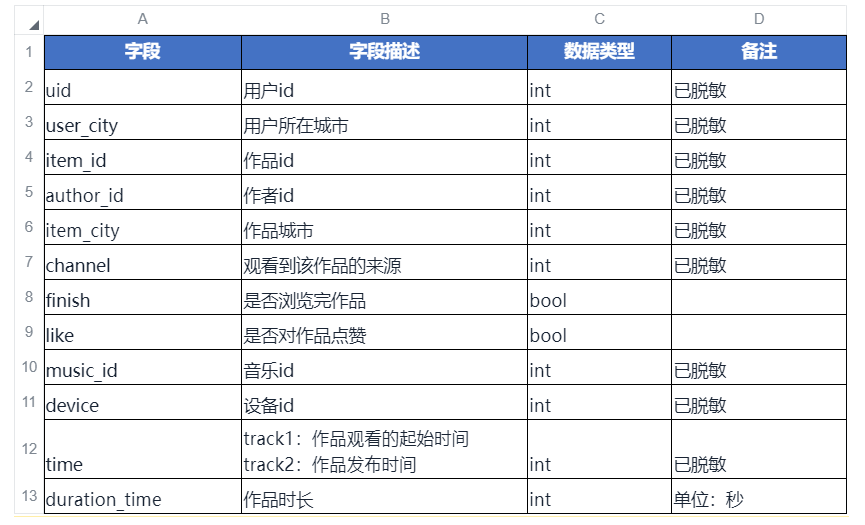 A B C D
1 字段 字段描述 数据类型 备注
2 uid 用户id int 已脱敏
3 user_city 用户所在城市 int 已脱敏
4 item_id 作品id int 已脱敏
5 author_id 作者id int 已脱敏
6 item_city 作品城市 int 已脱敏
7 channel 观看到该作品的来源 int 已脱敏
8 finish 是否浏览完作品 bool
9 like 是否对作品点赞 bool
10 music_id 音乐id int 已脱敏
11 device 设备id int 已脱敏
track1：作品观看的起始时间
12 time track2：作品发布时间 int 已脱敏
13 duration_time 作品时长 int 单位：秒